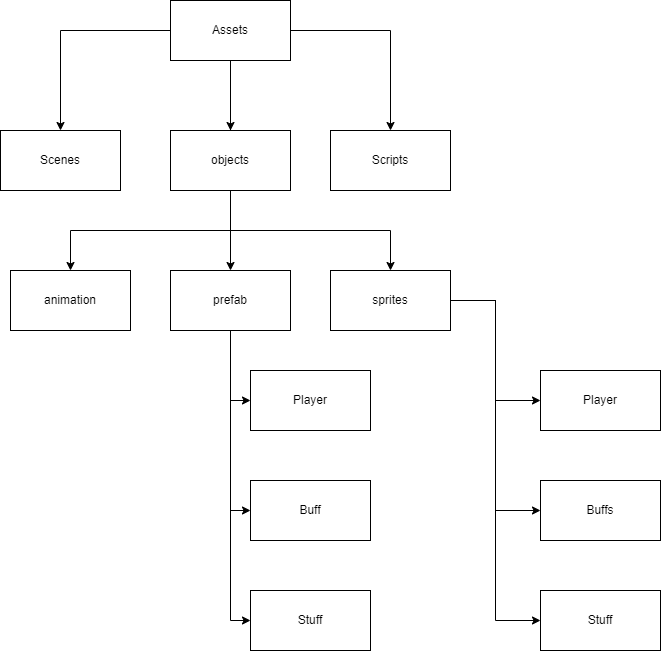 Assets
Scenes
objects
Scripts
animation
prefab
sprites
Player
Player
Buff
Buffs
Stuff
Stuff